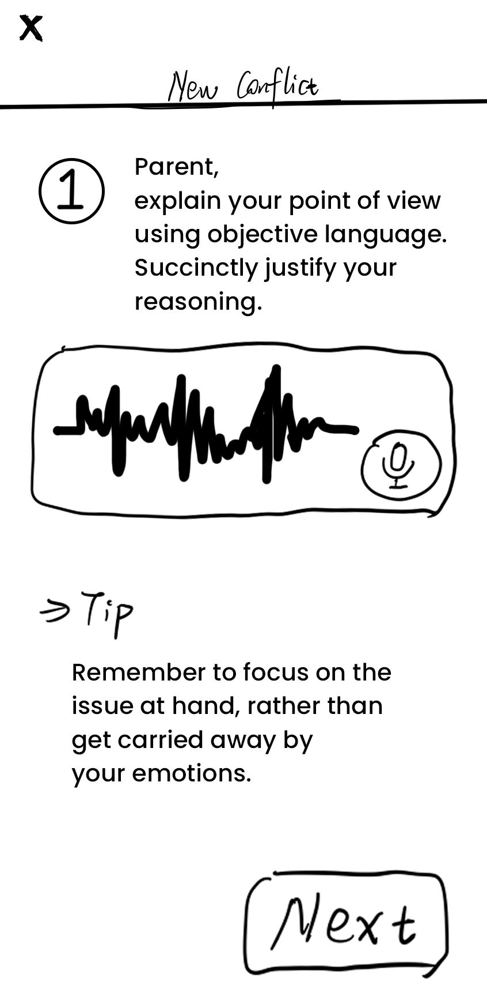 X
New Conflict
1
Parent,
explain your point of view
using objective language.
Succinctly justify your
reasoning.
⇒ Tip
Remember to focus on the
issue at hand, rather than
get carried away by
your emotions.
Next